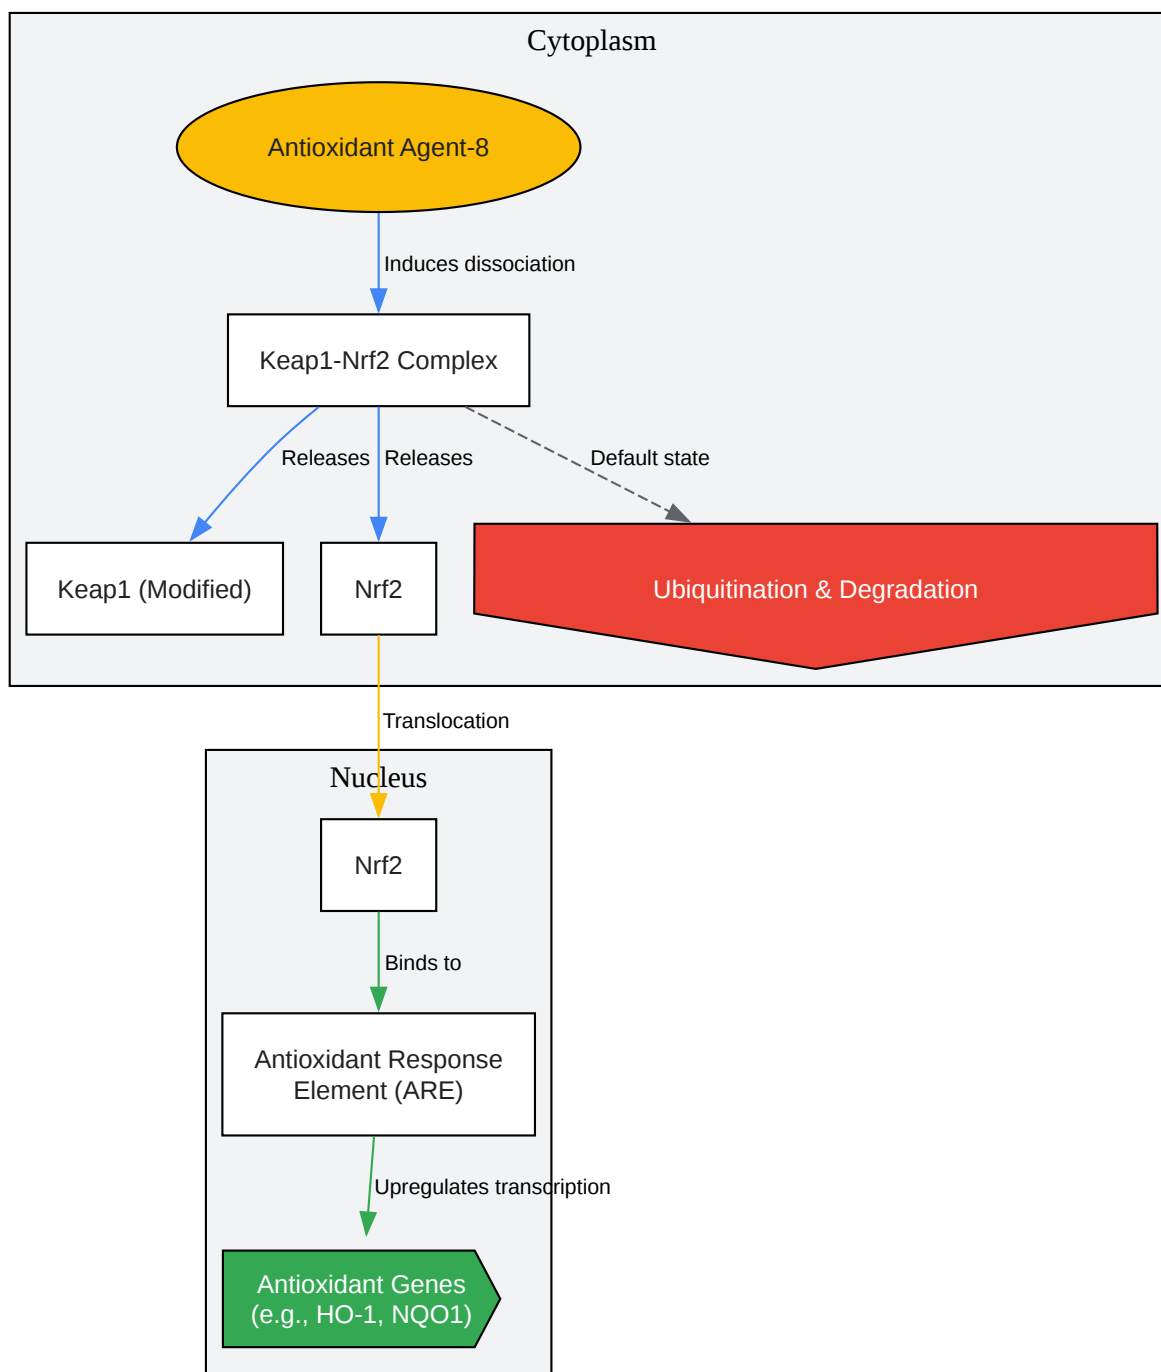 Cytoplasm
Antioxidant Agent-8
Induces dissociation
Keap1-Nrf2 Complex
Releases
Releases
Default state
Keap1 (Modified)
Nrf2
Ubiquitination & Degradation
Translocation
Nucleus
Nrf2
Binds to
Antioxidant Response
Element (ARE)
Upregulates transcription
Antioxidant Genes
(e.g., HO-1, NQO1)